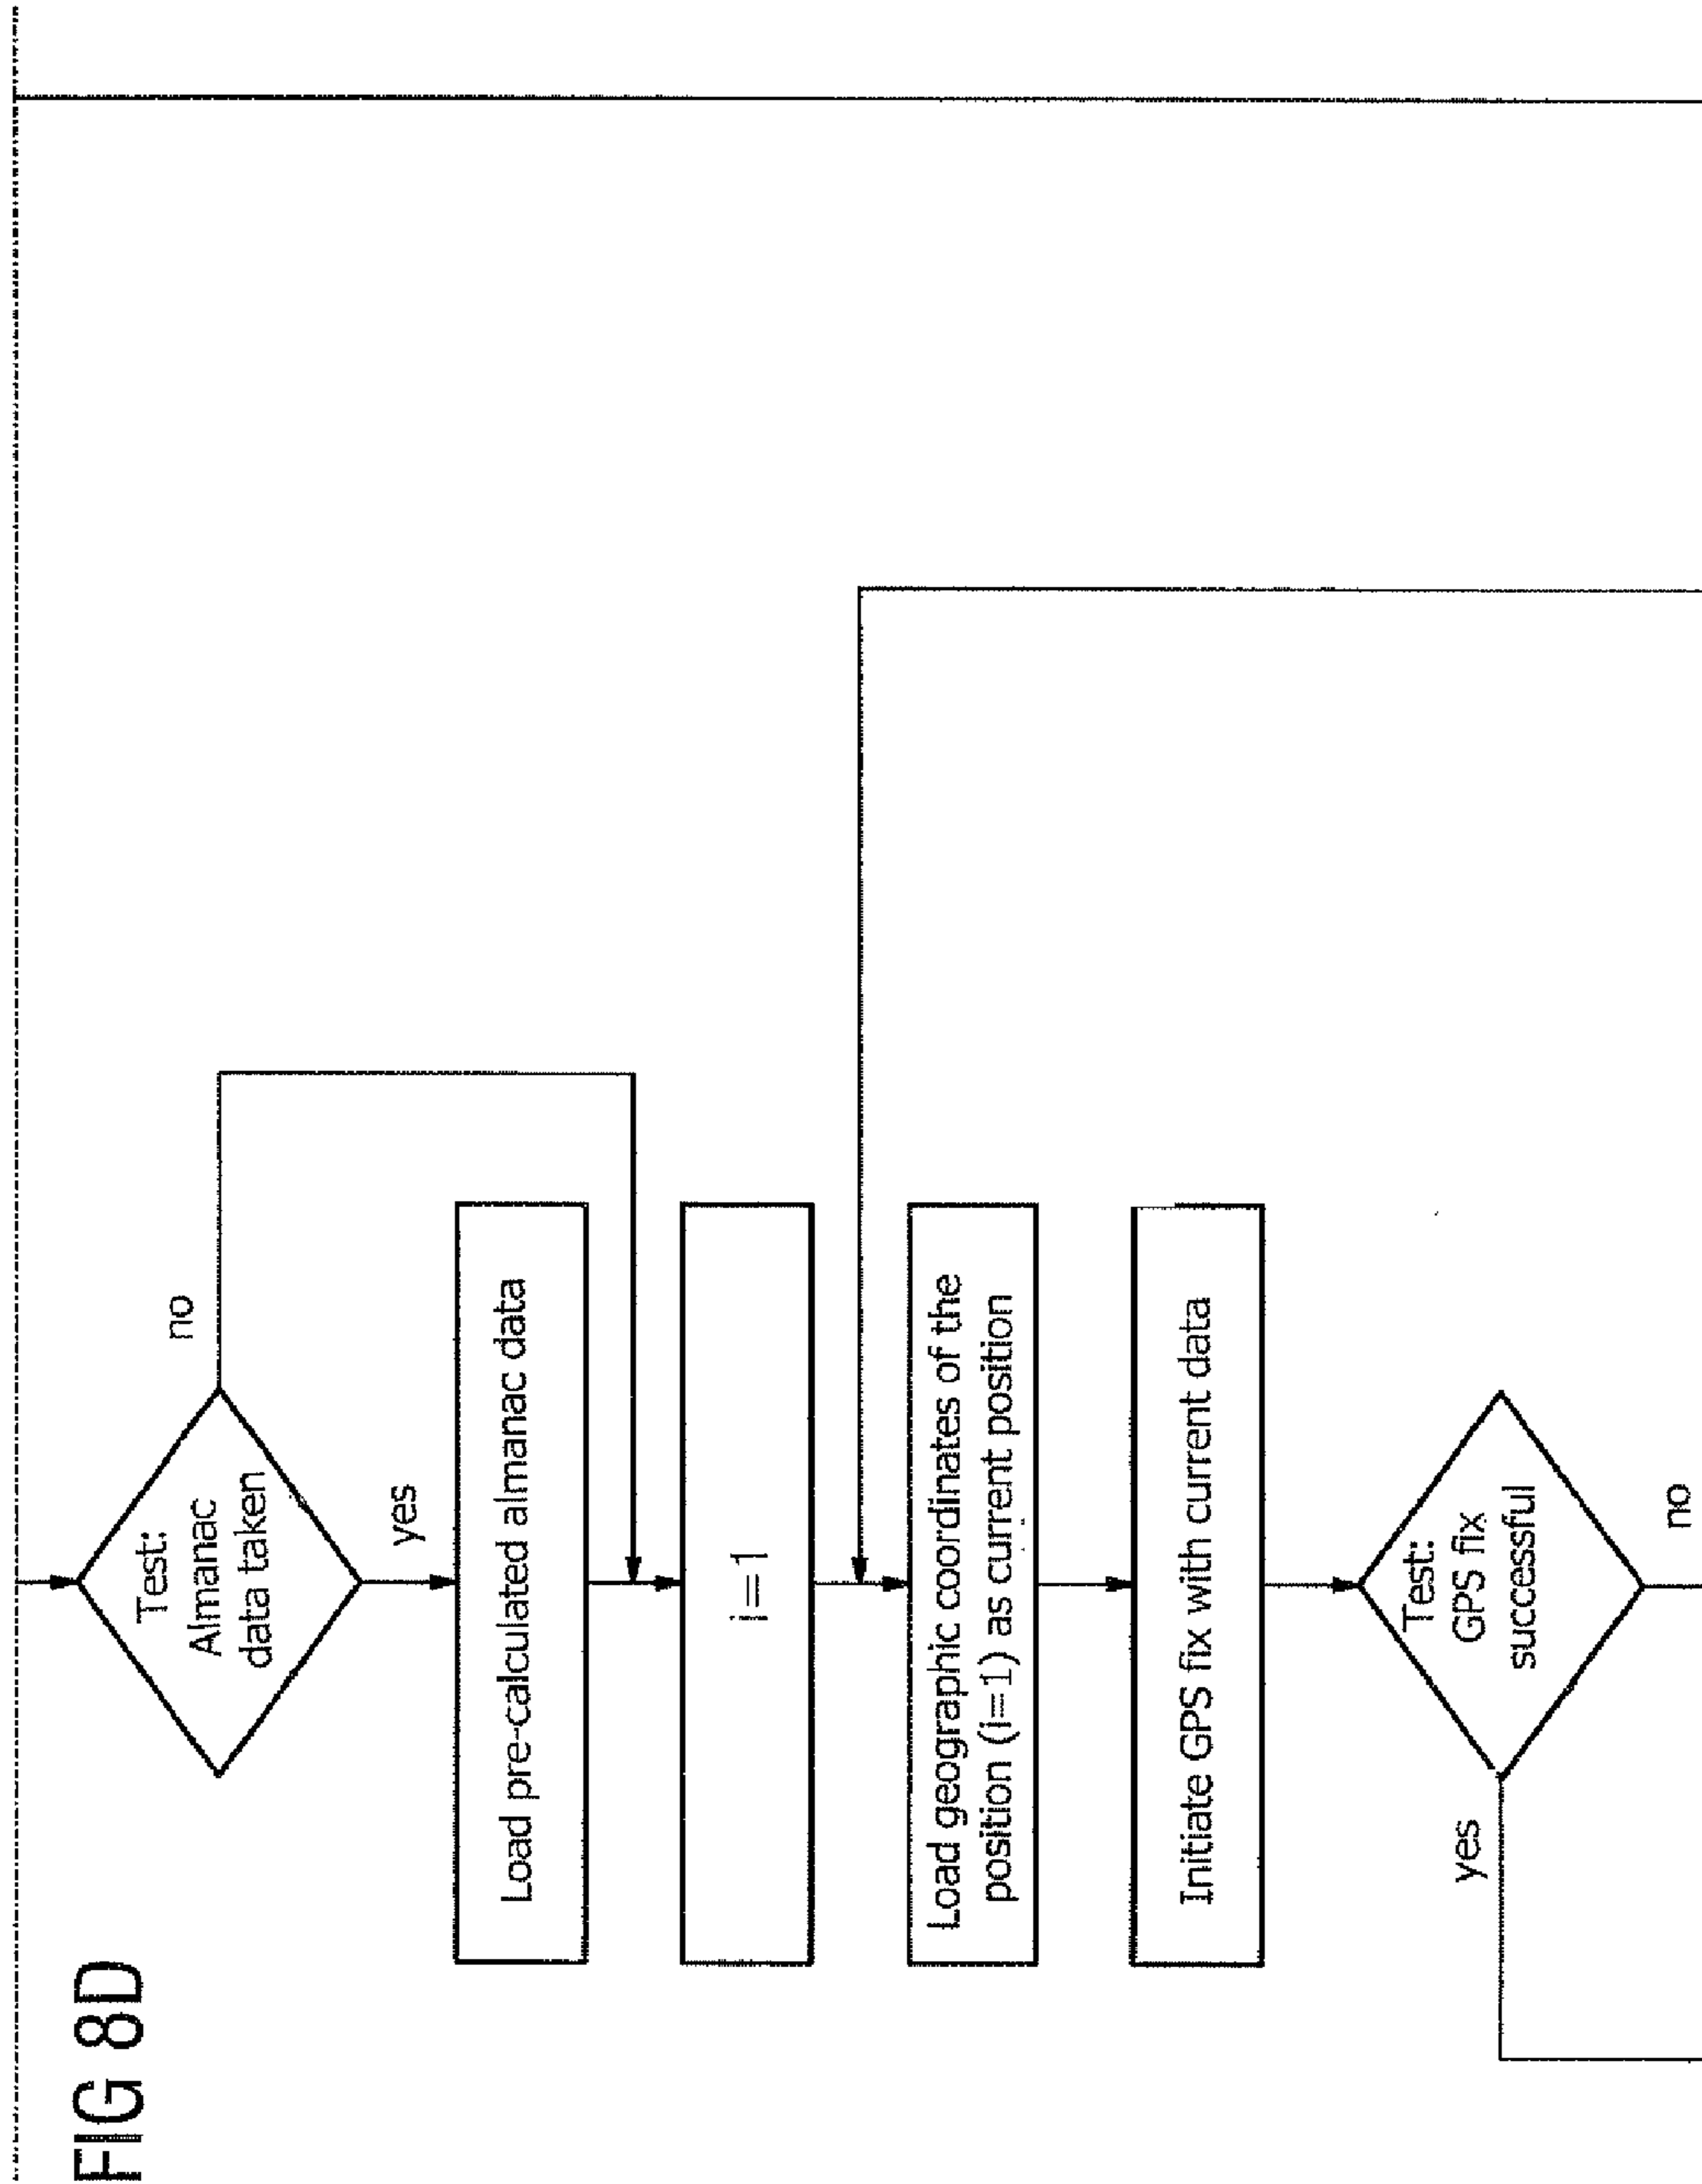 FIG 8D
Test:
Almanac
data taken
no
yes
Load pre-calculated almanac data
i=1
Load geographic coordinates of the
position (i=1) as current position
Initiate GPS fix with current data
Test:
GPS fix
successful
yes
no